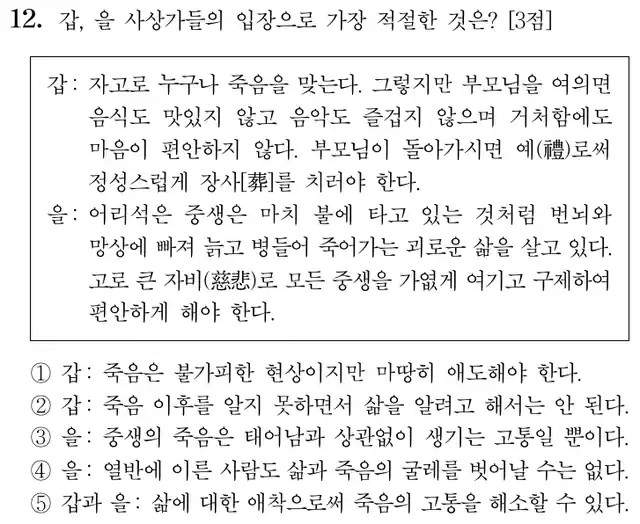 12. 갑, 을 사상가들의 입장으로 가장 적절한 것은? [3점]
갑: 자고로 누구나 죽음을 맞는다. 그렇지만 부모님을 여의면
음식도 맛있지 않고 음악도 즐겁지 않으며 거처함에도
마음이 편안하지 않다. 부모님이 돌아가시면 예(禮)로써
정성스럽게 장사[葬]를 치러야 한다.
을: 어리석은 중생은 마치 불에 타고 있는 것처럼 번뇌와
망상에 빠져 늙고 병들어 죽어가는 괴로운 삶을 살고 있다.
고로 큰 자비(慈悲)로 모든 중생을 가엾게 여기고 구제하여
편안하게 해야 한다.
① 갑: 죽음은 불가피한 현상이지만 마땅히 애도해야 한다.
② 갑: 죽음 이후를 알지 못하면서 삶을 알려고 해서는 안 된다.
③ 을: 중생의 죽음은 태어남과 상관없이 생기는 고통일 뿐이다.
④ 을: 열반에 이른 사람도 삶과 죽음의 굴레를 벗어날 수는 없다.
⑤ 갑과 을: 삶에 대한 애착으로써 죽음의 고통을 해소할 수 있다.